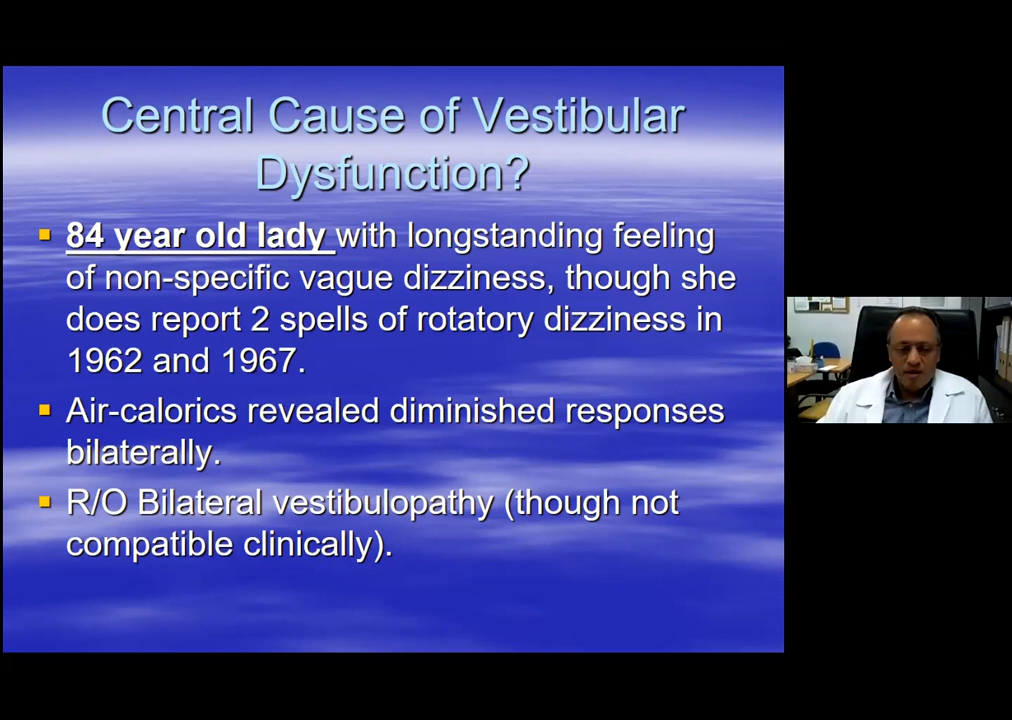 Central Cause of Vestibular
Dysfunction?
84 year old lady with longstanding feeling
of non-specific vague dizziness, though she
does report 2 spells of rotatory dizziness in
1962 and 1967.
Air-calorics revealed diminished responses
bilaterally.
R/O Bilateral vestibulopathy (though not
compatible clinically).